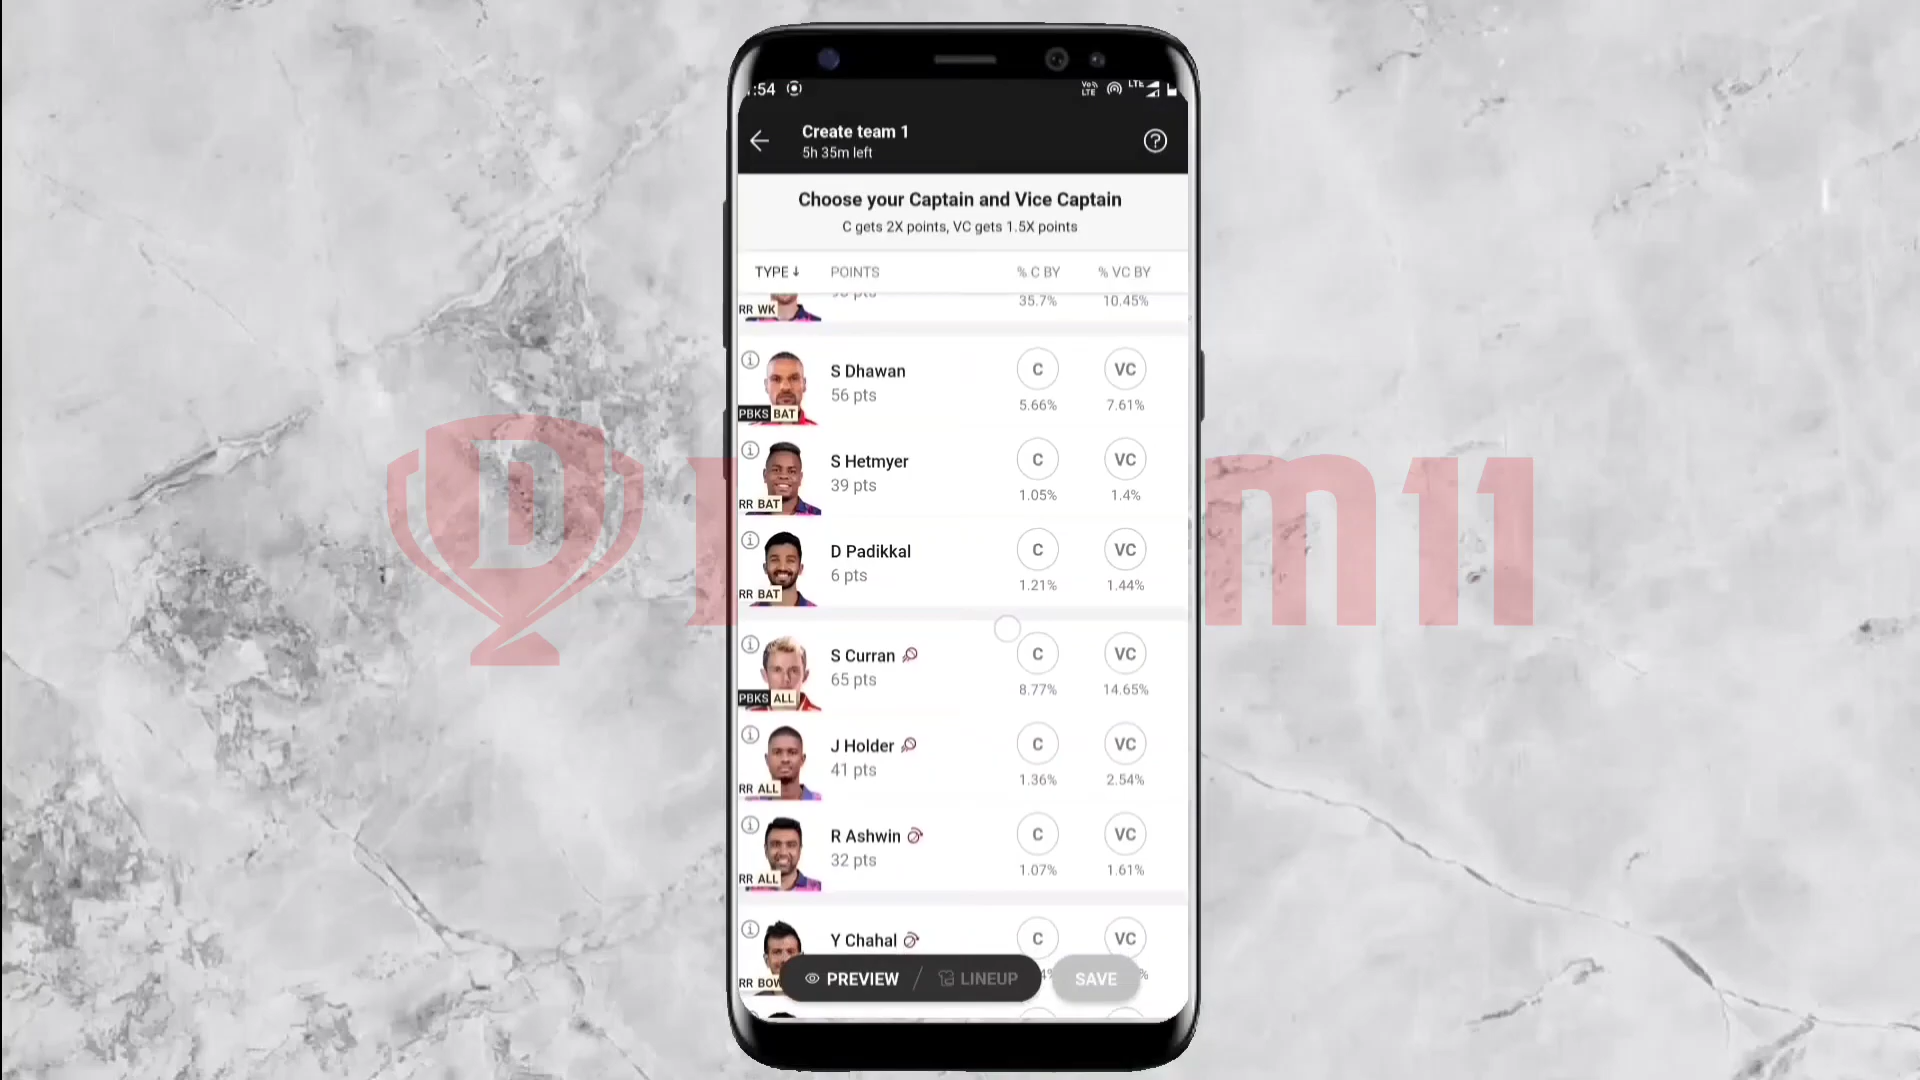 :54
Vo LTE LTE
Create team 1
5h 35m left
Choose your Captain and Vice Captain
C gets 2X points, VC gets 1.5X points
TYPE POINTS % C BY % VC BY
RR WK 35.7% 10.45%
S Dhawan C VC
56 pts
PBKS BAT 5.66% 7.61%
S Hetmyer C VC
39 pts
RR BAT 1.05% 1.4%
D Padikkal C VC
6 pts
RR BAT 1.21% 1.44%
S Curran C VC
65 pts
PBKS ALL 8.77% 14.65%
J Holder C VC
41 pts
RR ALL 1.36% 2.54%
R Ashwin C VC
32 pts
RR ALL 1.07% 1.61%
Y Chahal C VC
RR BOW
PREVIEW / LINEUP SAVE
D m11